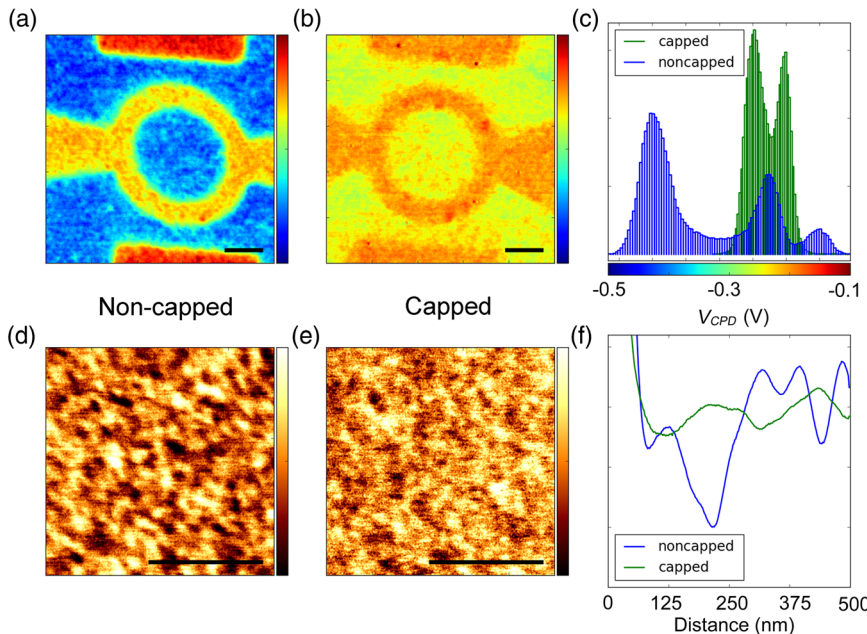 (a)
(b)
(c)
capped
noncapped
-0.5
-0.3
-0.1
V_CPD (V)
Non-capped
Capped
(d)
(e)
(f)
noncapped
capped
0
125
250
375
500
Distance (nm)